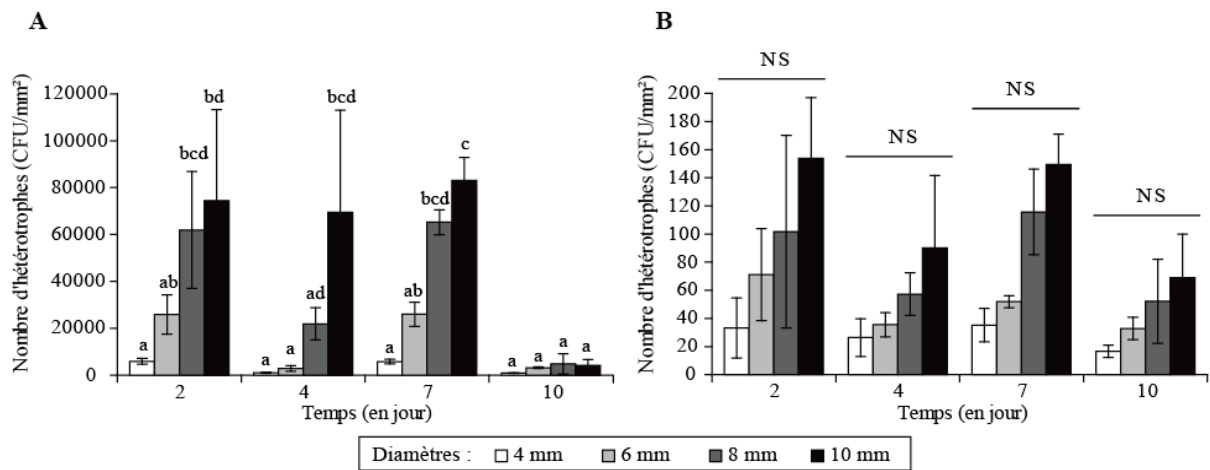 A
B
Nombre d'hétérotrophes (CFU/mm²)
120000
100000
80000
60000
40000
20000
0
a
ab
bcd
bd
a
a
ad
bcd
a
ab
bcd
c
a
a
a
a
2
4
7
10
Temps (en jour)
Nombre d'hétérotrophes (CFU/mm²)
200
180
160
140
120
100
80
60
40
20
0
NS
NS
NS
NS
2
4
7
10
Temps (en jour)
Diamètres : 4 mm 6 mm 8 mm 10 mm